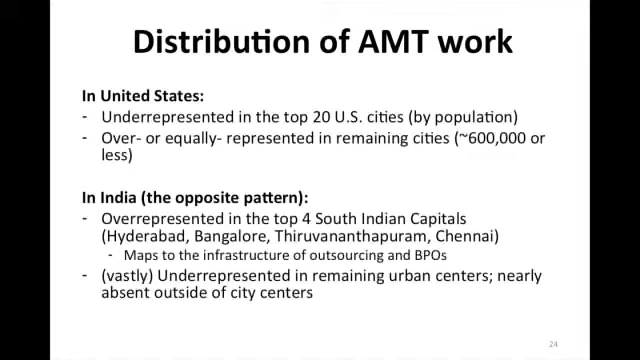 Distribution of AMT work
In United States:
- Underrepresented in the top 20 U.S. cities (by population)
- Over- or equally- represented in remaining cities (~600,000 or
less)
In India (the opposite pattern):
- Overrepresented in the top 4 South Indian Capitals
(Hyderabad, Bangalore, Thiruvananthapuram, Chennai)
- Maps to the infrastructure of outsourcing and BPOs
- (vastly) Underrepresented in remaining urban centers; nearly
absent outside of city centers
24